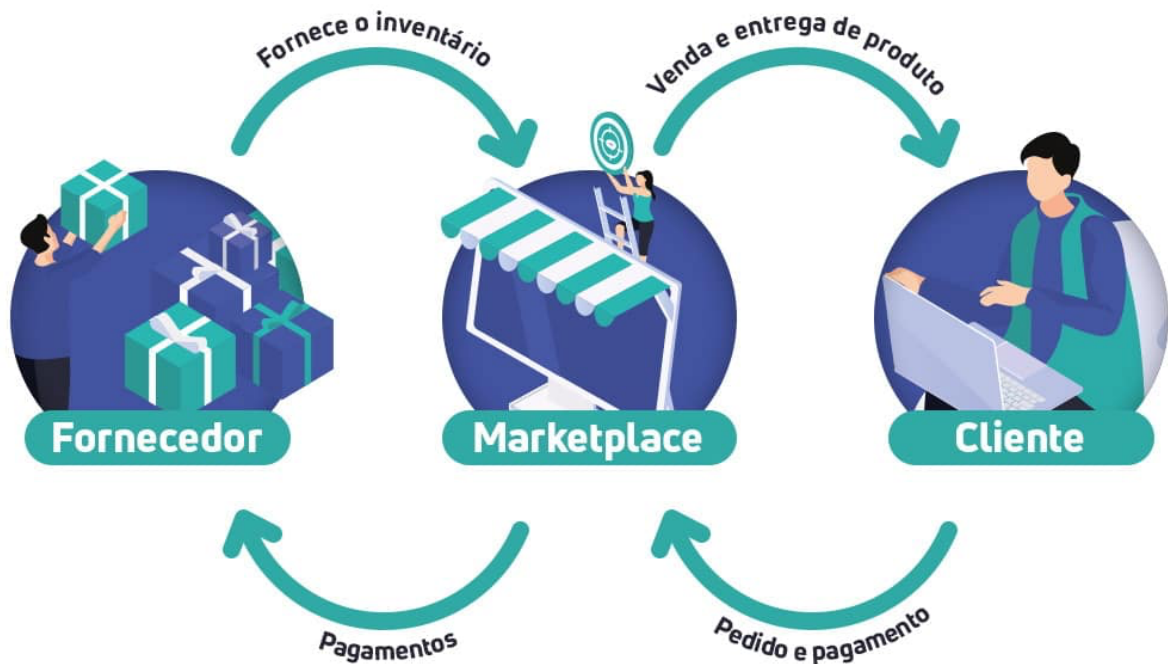 Fornece o inventário
Venda e entrega de produto
Fornecedor
Marketplace
Cliente
Pagamentos
Pedido e pagamento